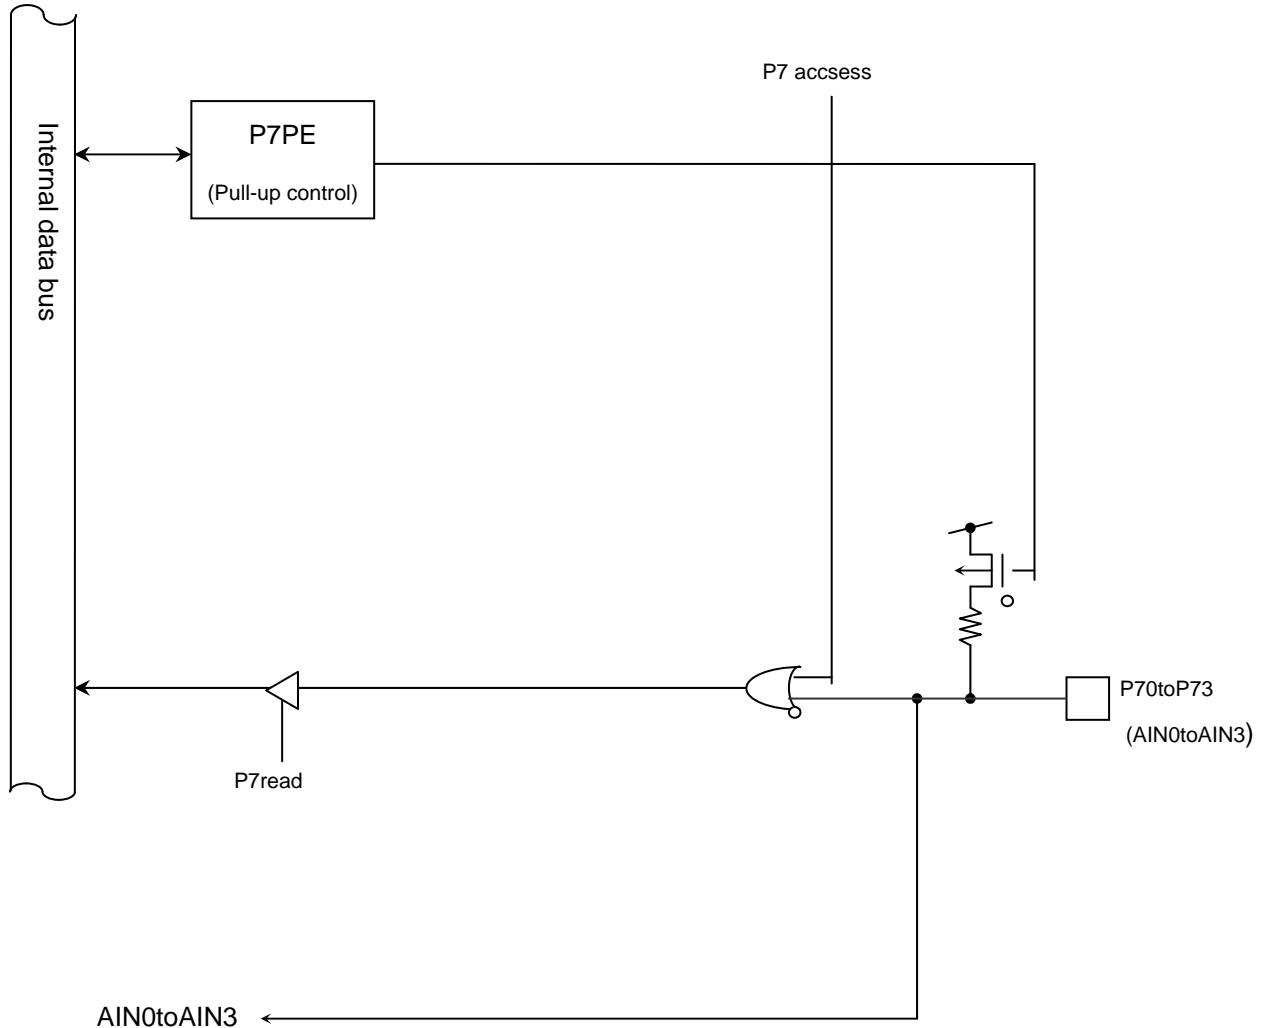 P7 accsess
P7PE
(Pull-up control)
Internal data bus
P70toP73
(AIN0toAIN3)
P7read
AIN0toAIN3